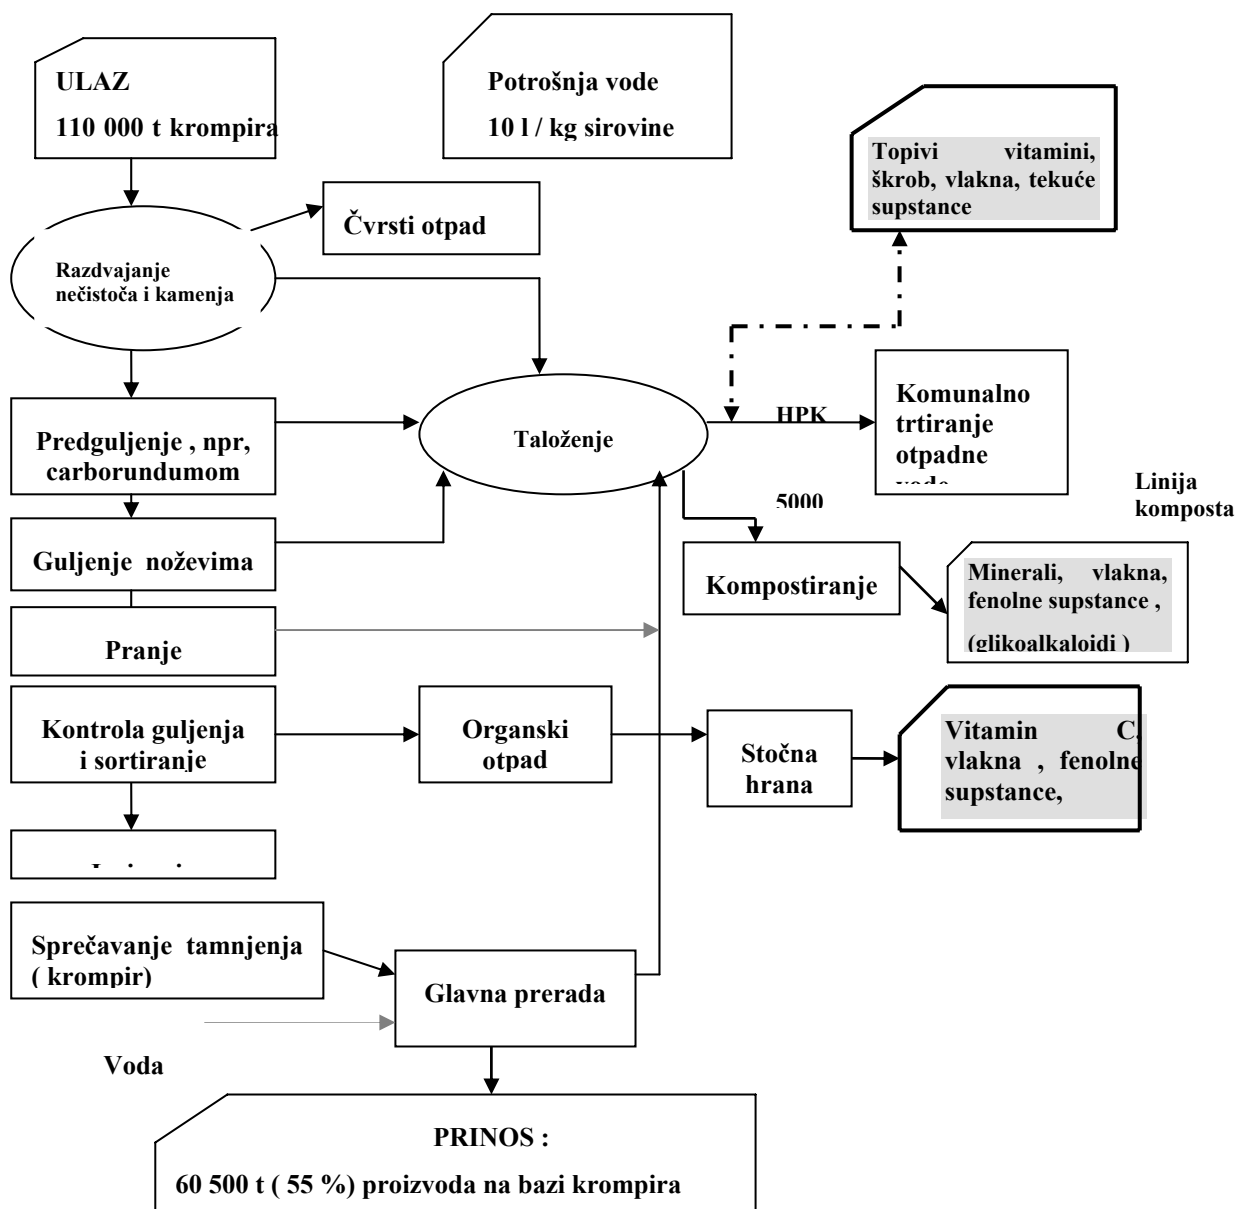 ULAZ
110 000 t krompira
Potrošnja vode
10 l / kg sirovine
Topivi vitamini,
škrob, vlakna, tekuće
supstance
Čvrsti otpad
Razdvajanje
nečistoča i kamenja
Predguljenje , npr,
carborundumom
Taloženje
HPK
5000
Komunalno
trtiranje
otpadne
Linija
komposta
Guljenje noževima
Kompostiranje
Minerali, vlakna,
fenolne supstance ,
(glikoalkaloidi )
Pranje
Kontrola guljenja
i sortiranje
Organski
otpad
Stočna
hrana
Vitamin C,
vlakna , fenolne
supstance,
Sprečavanje tamnjenja
( krompir)
Glavna prerada
Voda
PRINOS :
60 500 t ( 55 %) proizvoda na bazi krompira